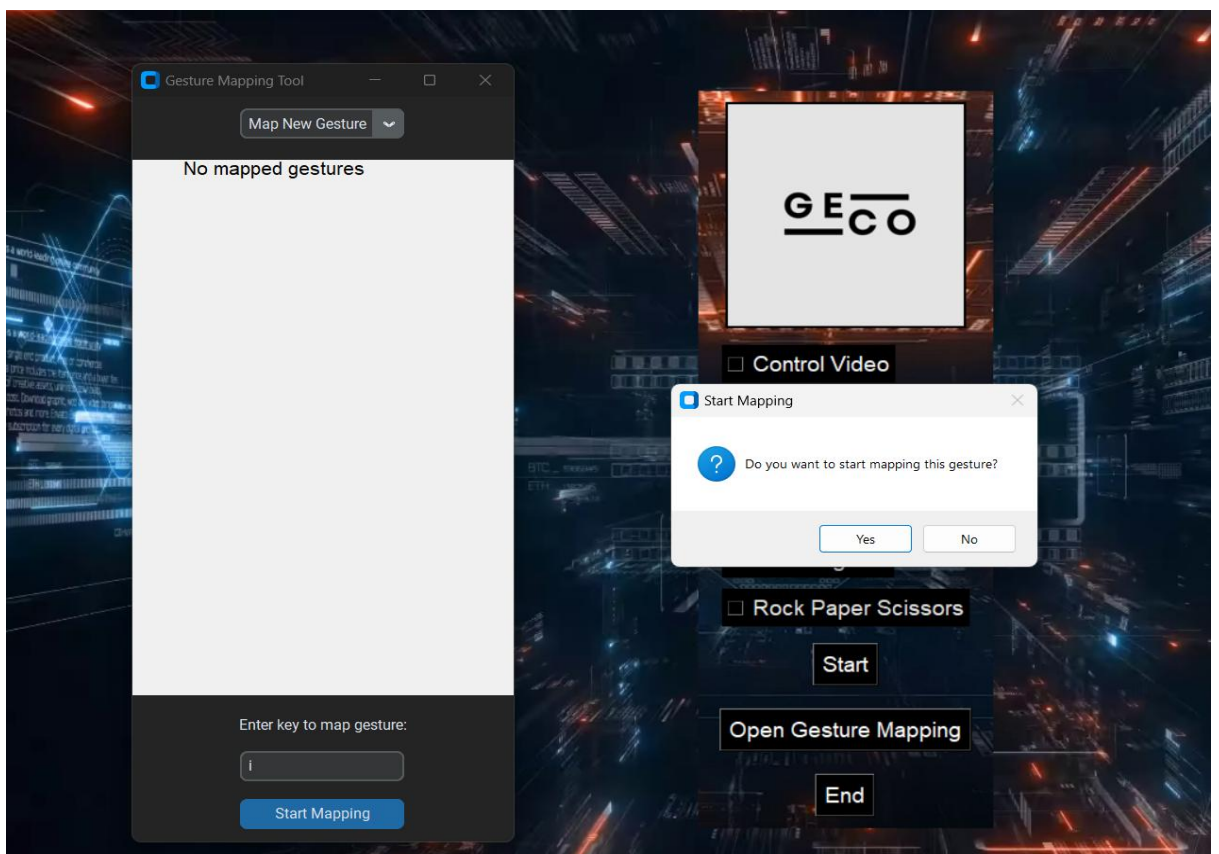 Gesture Mapping Tool
Map New Gesture
No mapped gestures
Enter key to map gesture:
i
Start Mapping
GECO
Control Video
Start Mapping
Do you want to start mapping this gesture?
Yes
No
Rock Paper Scissors
Start
Open Gesture Mapping
End